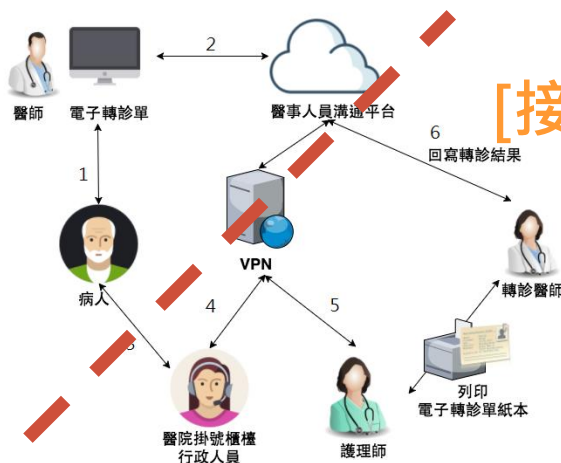 2
醫師
電子轉診單
醫事人員溝通平台
[接
6
回寫轉診結果
1
VPN
病人
轉診醫師
4
5
3
列印
電子轉診單紙本
醫院掛號櫃檯
行政人員
護理師